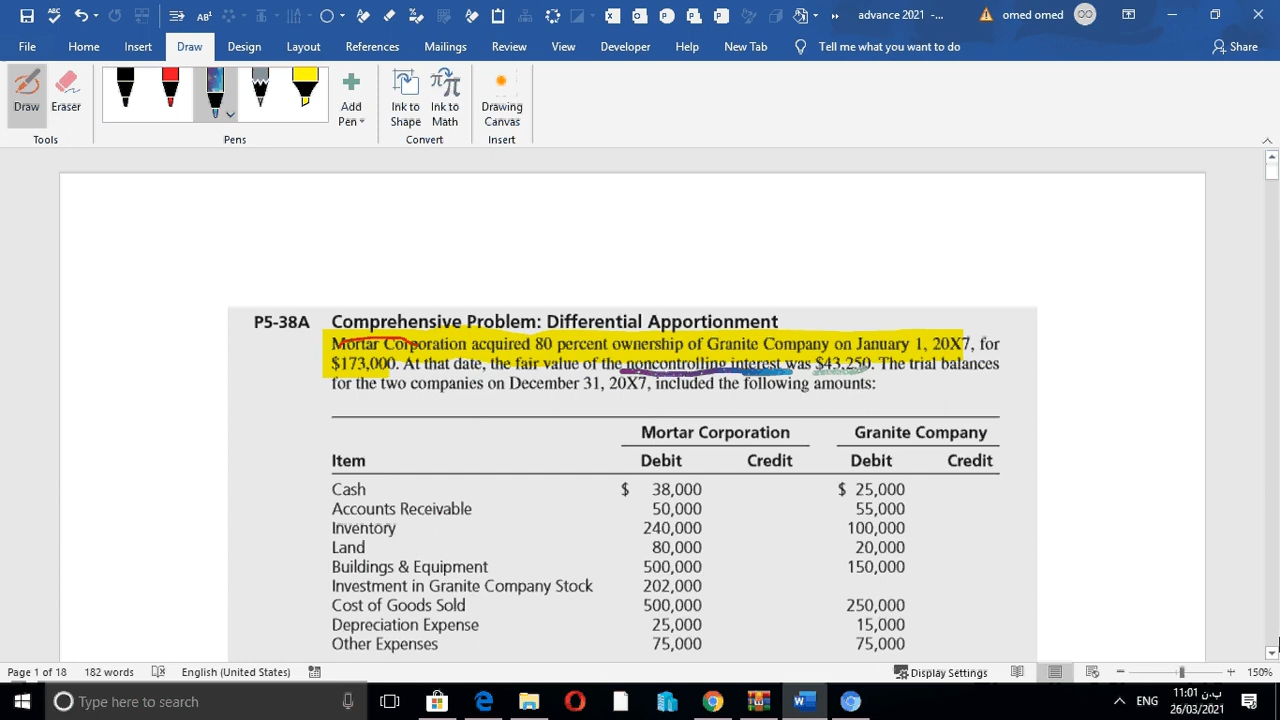 advance 2021 -...
omed omed
OO
File Home Insert Draw Design Layout References Mailings Review View Developer Help New Tab Tell me what you want to do Share
Draw Eraser Add Pen Ink to Shape Ink to Math Drawing Canvas
Tools Pens Convert Insert
P5-38A Comprehensive Problem: Differential Apportionment
Mortar Corporation acquired 80 percent ownership of Granite Company on January 1, 20X7, for
$173,000. At that date, the fair value of the noncontrolling interest was $43,250. The trial balances
for the two companies on December 31, 20X7, included the following amounts:
Mortar Corporation Granite Company
Item Debit Credit Debit Credit
Cash $ 38,000 $ 25,000
Accounts Receivable 50,000 55,000
Inventory 240,000 100,000
Land 80,000 20,000
Buildings & Equipment 500,000 150,000
Investment in Granite Company Stock 202,000
Cost of Goods Sold 500,000 250,000
Depreciation Expense 25,000 15,000
Other Expenses 75,000 75,000
Page 1 of 18 182 words English (United States) Display Settings 150%
Type here to search ENG 11:01 ب.ظ
26/03/2021